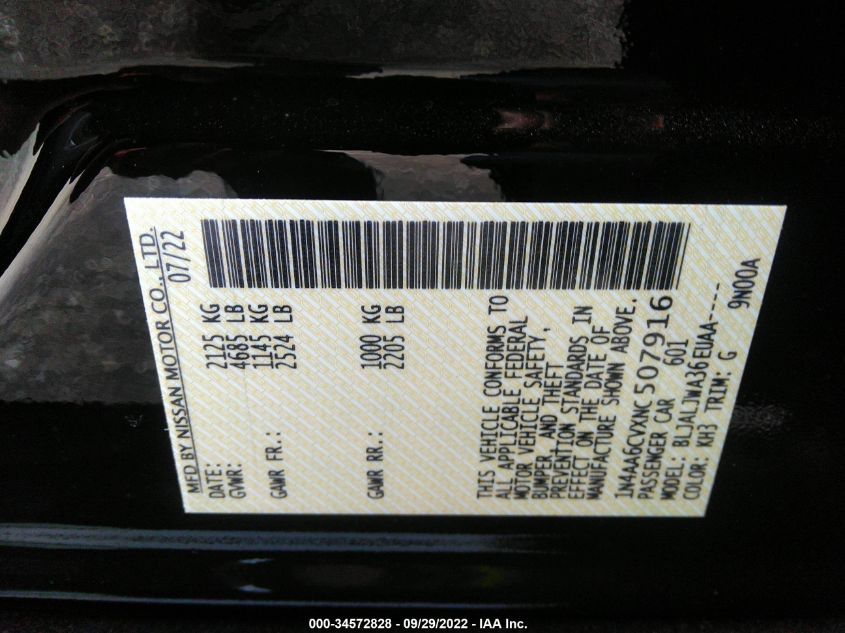 MFD BY NISSAN MOTOR CO., LTD.
DATE: 07/22
GVWR: 2125 KG
4685 LB
GAWR FR.: 1145 KG
2524 LB
GAWR RR.: 1000 KG
2205 LB
THIS VEHICLE CONFORMS TO
ALL APPLICABLE FEDERAL
MOTOR VEHICLE SAFETY,
BUMPER, AND THEFT
PREVENTION STANDARDS IN
EFFECT ON THE DATE OF
MANUFACTURE SHOWN ABOVE.
1N4AA6CVXNC507916
PASSENGER CAR 601
MODEL: BLJALJWA36EUAA----
COLOR: KH3 TRIM: G 9N00A
000-34572828 - 09/29/2022 - IAA Inc.